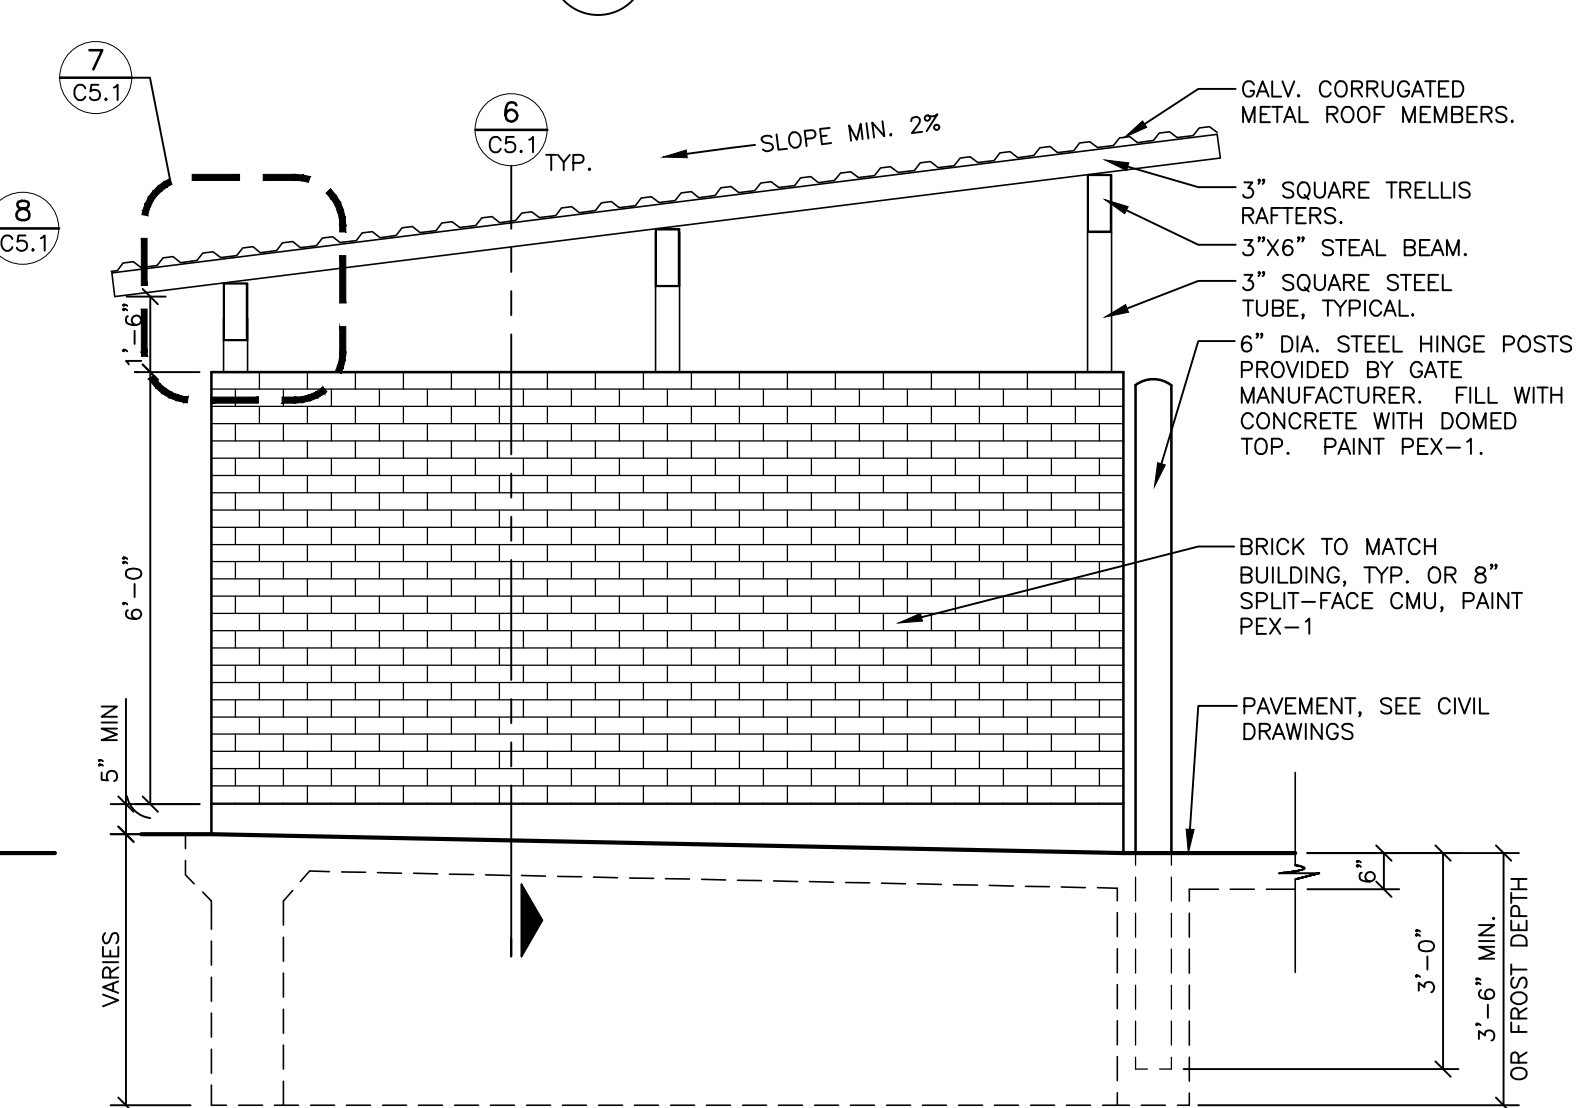 7
C5.1
6
C5.1
TYP.
8
C5.1
SLOPE MIN. 2%
GALV. CORRUGATED
METAL ROOF MEMBERS.
3" SQUARE TRELLIS
RAFTERS.
3"X6" STEAL BEAM.
3" SQUARE STEEL
TUBE, TYPICAL.
6" DIA. STEEL HINGE POSTS
PROVIDED BY GATE
MANUFACTURER. FILL WITH
CONCRETE WITH DOMED
TOP. PAINT PEX-1.
BRICK TO MATCH
BUILDING, TYP. OR 8"
SPLIT-FACE CMU, PAINT
PEX-1
PAVEMENT, SEE CIVIL
DRAWINGS
1'-6"
6'-0"
5" MIN
VARIES
6"
3'-0"
3'-6" MIN.
OR FROST DEPTH